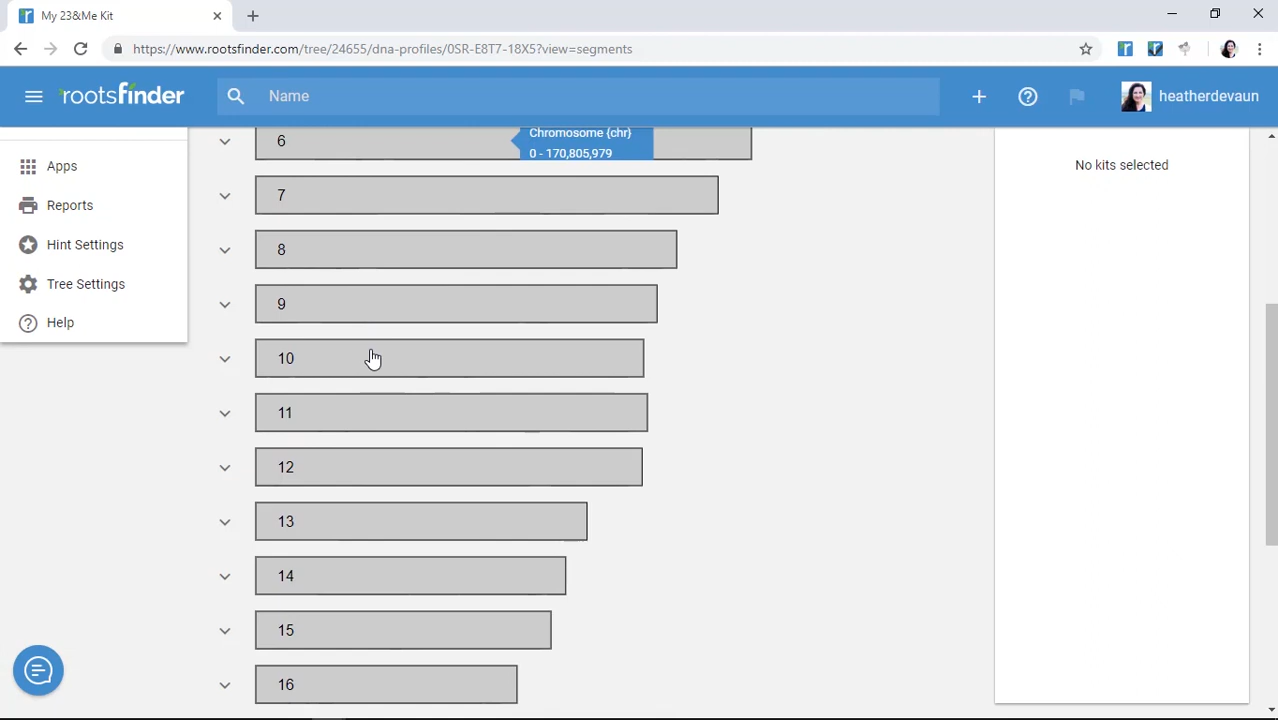 My 23&Me Kit
https://www.rootsfinder.com/tree/24655/dna-profiles/0SR-E8T7-18X5?view=segments
rootsfinder
Name
heatherdevaun
Apps
Reports
Hint Settings
Tree Settings
Help
6
Chromosome {chr}
0 - 170,805,979
7
8
9
10
11
12
13
14
15
16
No kits selected